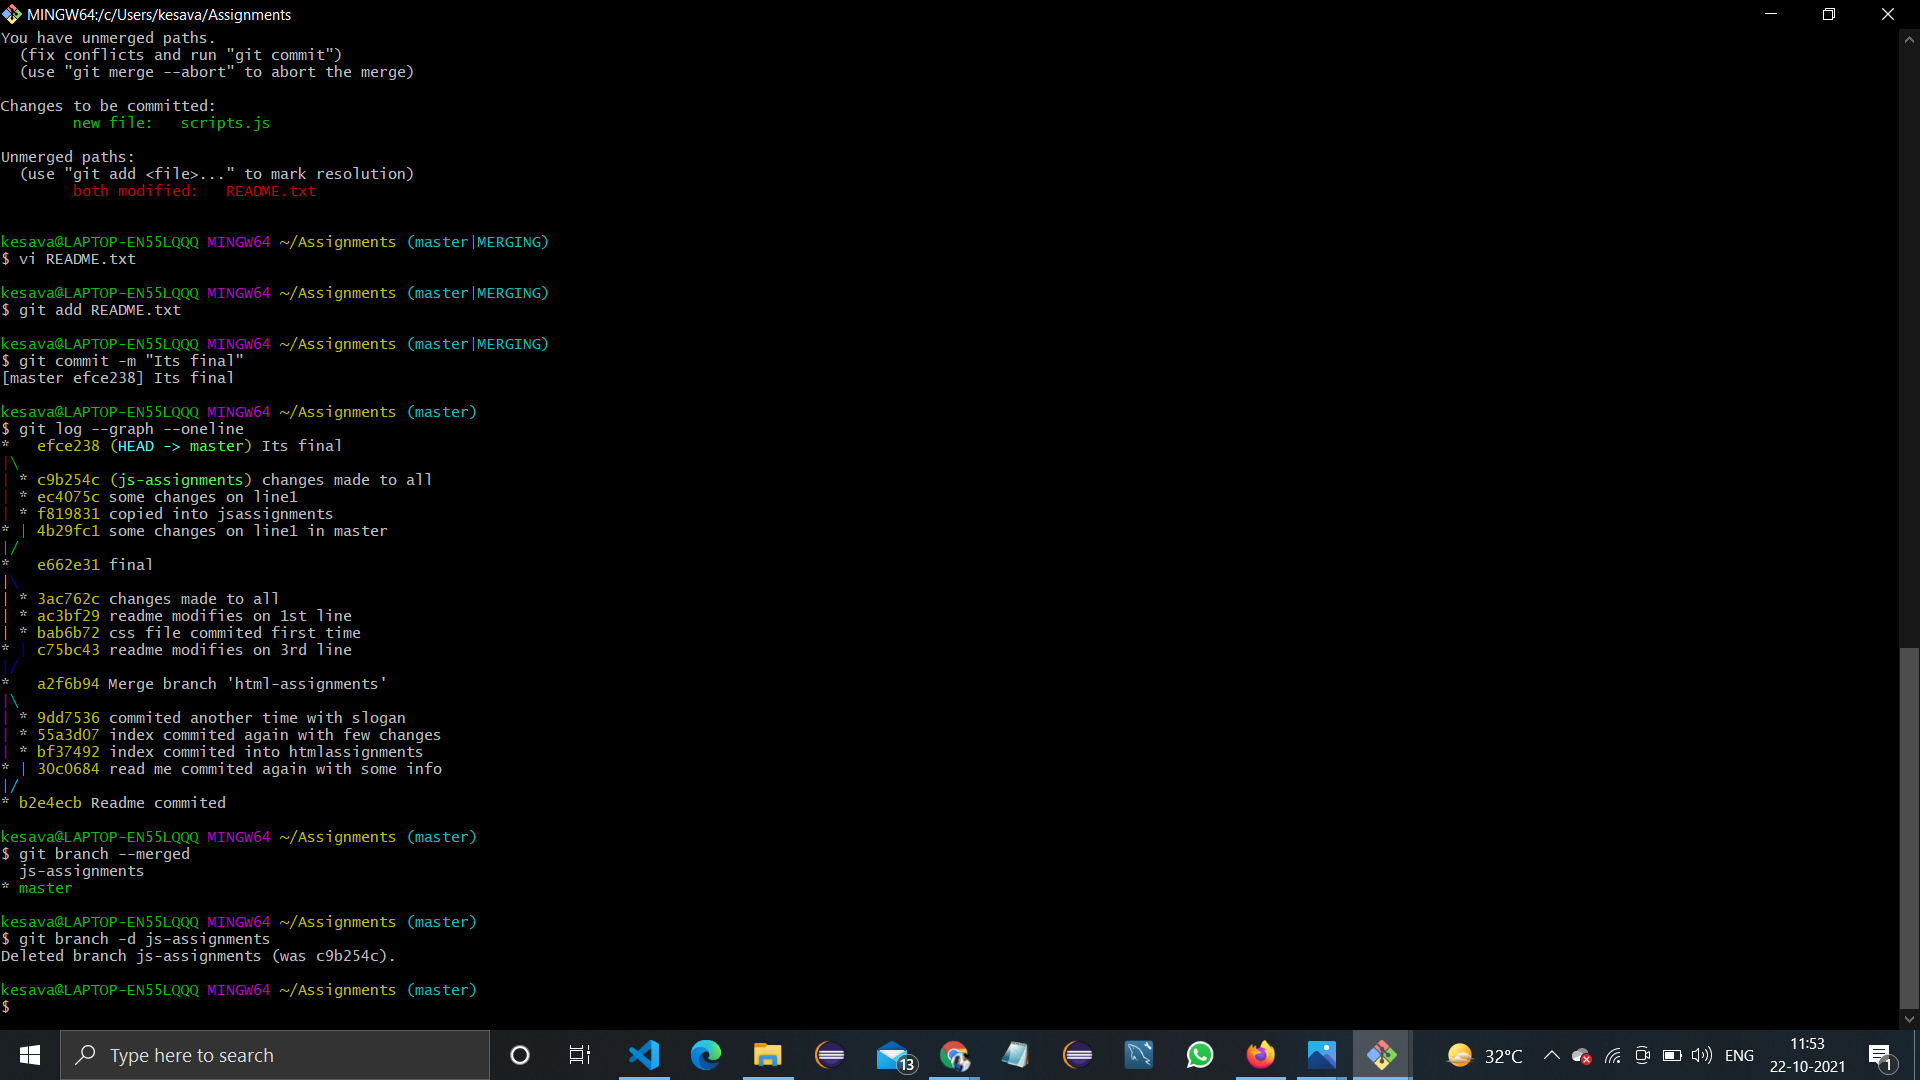 MINGW64:/c/Users/kesava/Assignments
You have unmerged paths.
  (fix conflicts and run "git commit")
  (use "git merge --abort" to abort the merge)

Changes to be committed:
        new file:   scripts.js

Unmerged paths:
  (use "git add <file>..." to mark resolution)
        both modified:   README.txt


kesava@LAPTOP-EN55LQQQ MINGW64 ~/Assignments (master|MERGING)
$ vi README.txt

kesava@LAPTOP-EN55LQQQ MINGW64 ~/Assignments (master|MERGING)
$ git add README.txt

kesava@LAPTOP-EN55LQQQ MINGW64 ~/Assignments (master|MERGING)
$ git commit -m "Its final"
[master efce238] Its final

kesava@LAPTOP-EN55LQQQ MINGW64 ~/Assignments (master)
$ git log --graph --oneline
*   efce238 (HEAD -> master) Its final
|\
| * c9b254c (js-assignments) changes made to all
| * ec4075c some changes on line1
| * f819831 copied into jsassignments
* | 4b29fc1 some changes on line1 in master
|/
*   e662e31 final
|\
| * 3ac762c changes made to all
| * ac3bf29 readme modifies on 1st line
| * bab6b72 css file commited first time
* | c75bc43 readme modifies on 3rd line
|/
*   a2f6b94 Merge branch 'html-assignments'
|\
| * 9dd7536 commited another time with slogan
| * 55a3d07 index commited again with few changes
| * bf37492 index commited into htmlassignments
* | 30c0684 read me commited again with some info
|/
* b2e4ecb Readme commited

kesava@LAPTOP-EN55LQQQ MINGW64 ~/Assignments (master)
$ git branch --merged
  js-assignments
* master

kesava@LAPTOP-EN55LQQQ MINGW64 ~/Assignments (master)
$ git branch -d js-assignments
Deleted branch js-assignments (was c9b254c).

kesava@LAPTOP-EN55LQQQ MINGW64 ~/Assignments (master)
$
Type here to search
13
32°C
ENG
11:53
22-10-2021
1